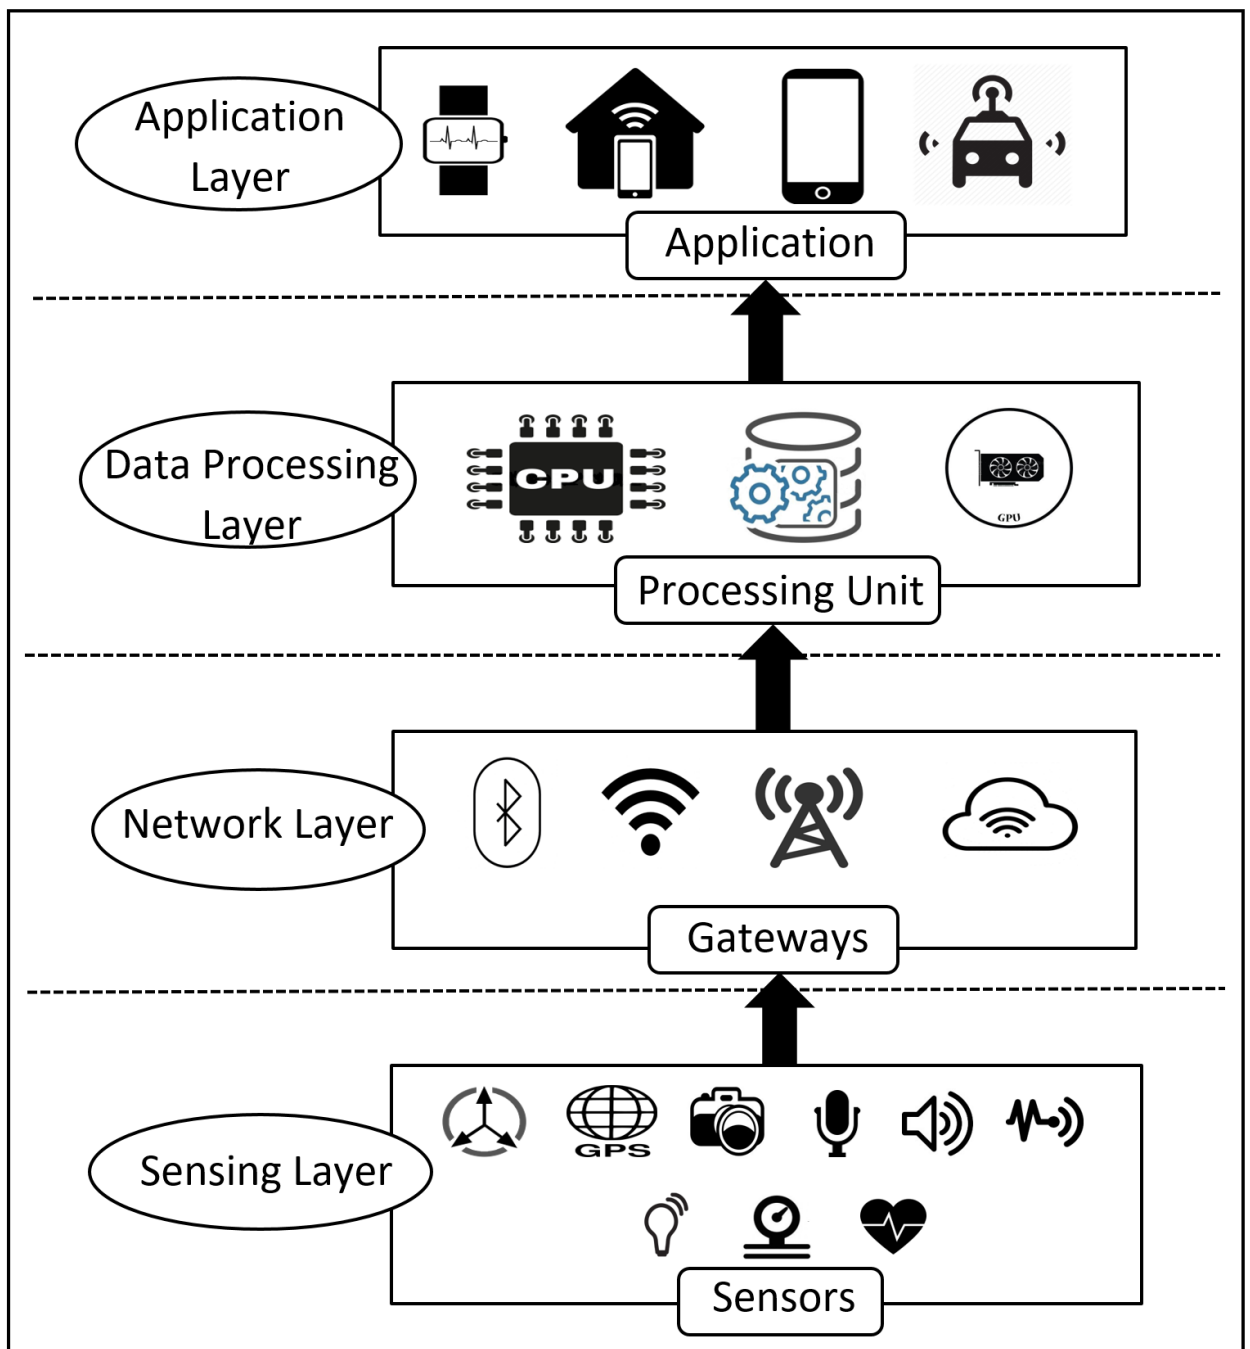 Application
Layer
Application
Data Processing
Layer
CPU
GPU
Processing Unit
Network Layer
Gateways
GPS
Sensing Layer
Sensors